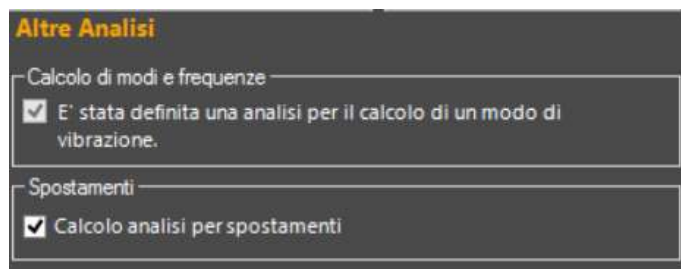 Altre Analisi
Calcolo di modi e frequenze
E' stata definita una analisi per il calcolo di un modo di
vibrazione.
Spostamenti
Calcolo analisi per spostamenti